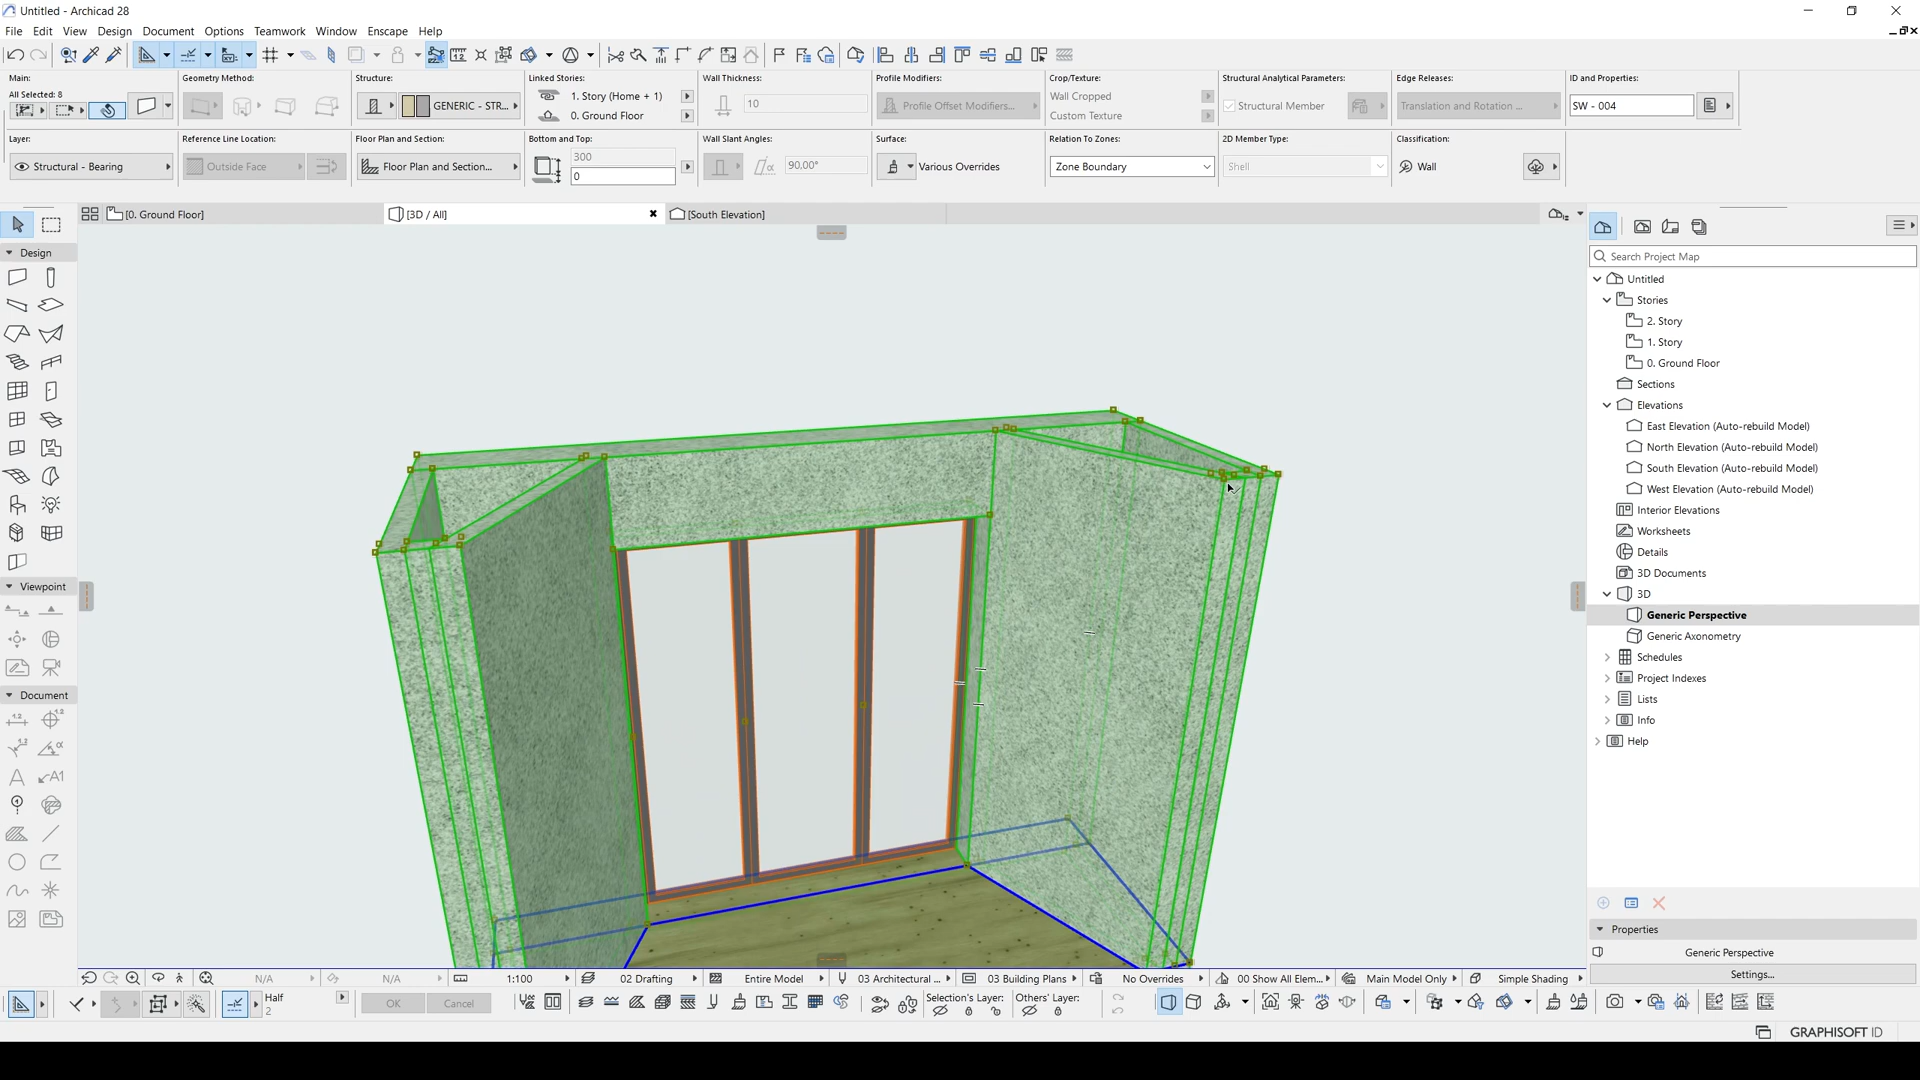 Untitled - Archicad 28
File Edit View Design Document Options Teamwork Window Enscape Help
Main: Geometry Method: Structure: Linked Stories: Wall Thickness: Profile Modifiers: Crop/Texture: Structural Analytical Parameters: Edge Releases: ID and Properties:
All Selected: 8 GENERIC - STR... 1. Story (Home + 1) 10 Profile Offset Modifiers... Wall Cropped Structural Member Translation and Rotation ... SW - 004
0. Ground Floor Custom Texture
Layer: Reference Line Location: Floor Plan and Section: Bottom and Top: Wall Slant Angles: Surface: Relation To Zones: 2D Member Type: Classification:
Structural - Bearing Outside Face Floor Plan and Section... 300 90,00° Various Overrides Zone Boundary Shell Wall
0
[0. Ground Floor] [3D / All] [South Elevation]
Design
Viewpoint
Document
Search Project Map
Untitled
Stories
2. Story
1. Story
0. Ground Floor
Sections
Elevations
East Elevation (Auto-rebuild Model)
North Elevation (Auto-rebuild Model)
South Elevation (Auto-rebuild Model)
West Elevation (Auto-rebuild Model)
Interior Elevations
Worksheets
Details
3D Documents
3D
Generic Perspective
Generic Axonometry
Schedules
Project Indexes
Lists
Info
Help
Properties
Generic Perspective
Settings...
N/A N/A 1:100 02 Drafting Entire Model 03 Architectural ... 03 Building Plans No Overrides 00 Show All Elem... Main Model Only Simple Shading
Half
2
OK Cancel Selection's Layer: Others' Layer:
GRAPHISOFT ID